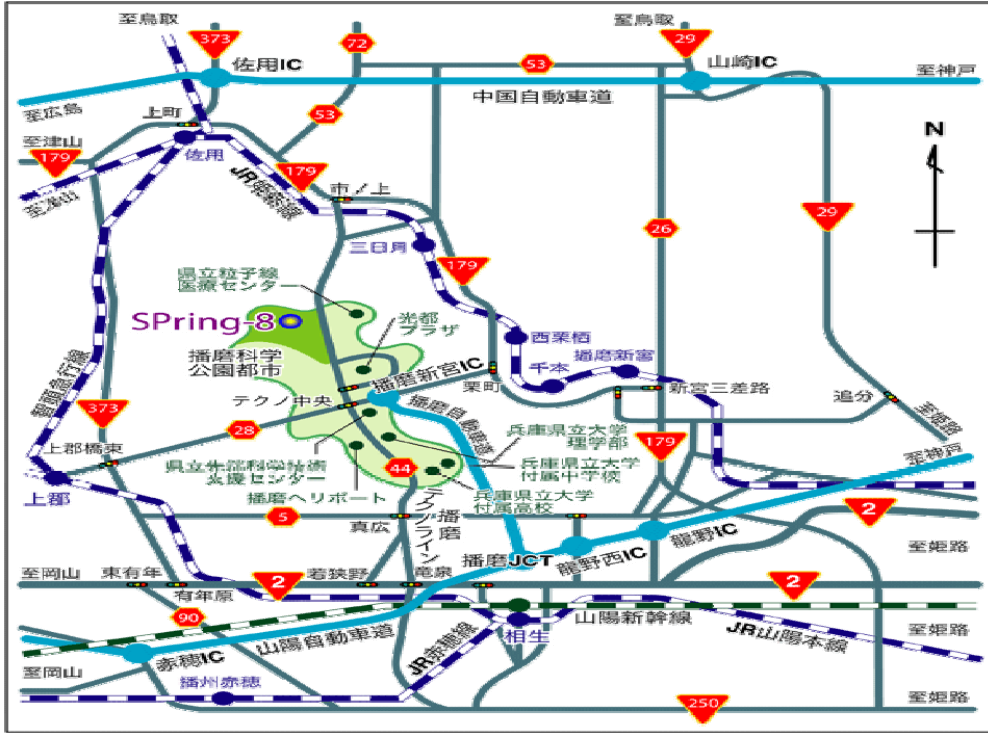 至鳥取
至鳥取
373
72
29
佐用IC
53
山崎IC
至神戸
中国自動車道
至広島
上町
53
至津山
179
佐用
179
JR姫新線
市ノ上
至津山
29
26
三日月
179
N
県立粒子線
医療センター
SPring-8
光都
プラザ
播磨科学
公園都市
西栗栖
播磨新宮
千本
播磨新宮IC
栗町
新宮三差路
追分
テクノ中央
播磨自動車道
至姫路
智頭急行線
373
28
上郡橋東
兵庫県立大学
理学部
179
至神戸
県立先端科学技術
支援センター
44
兵庫県立大学
付属中学校
上郡
播磨ヘリポート
兵庫県立大学
付属高校
5
真広
播磨
テクノライン
2
龍野IC
播磨JCT
龍野西IC
至姫路
至岡山
東有年
2
若狭野
竜泉
2
有年原
90
山陽新幹線
相生
至姫路
山陽自動車道
JR赤穂線
JR山陽本線
赤穂IC
至岡山
播州赤穂
250
至姫路